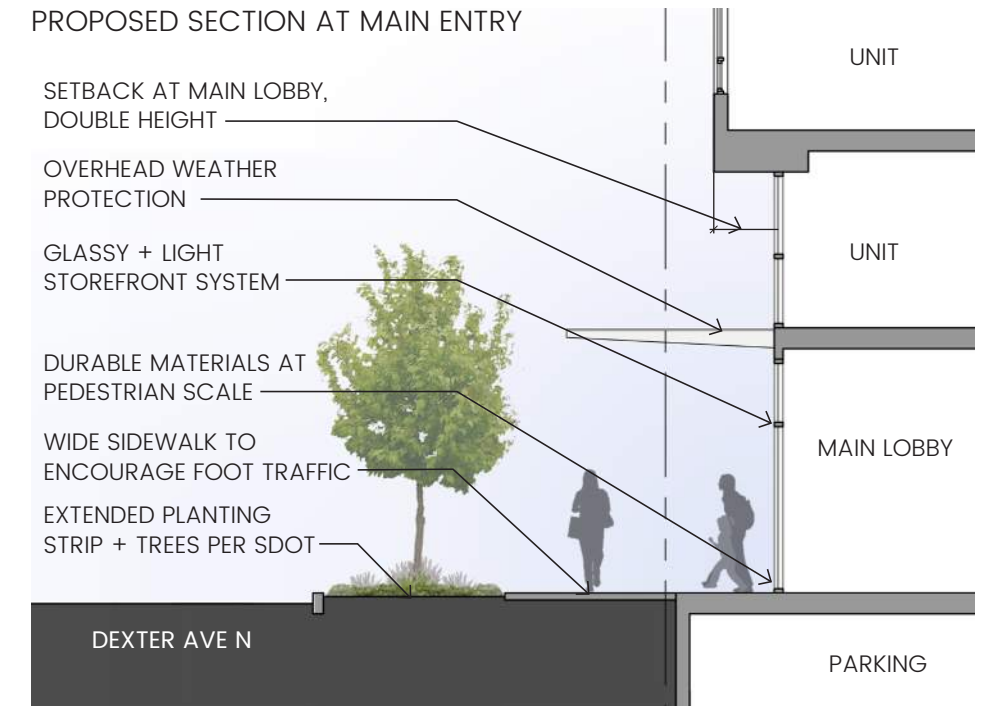 PROPOSED SECTION AT MAIN ENTRY
SETBACK AT MAIN LOBBY,
DOUBLE HEIGHT
OVERHEAD WEATHER
PROTECTION
GLASSY + LIGHT
STOREFRONT SYSTEM
DURABLE MATERIALS AT
PEDESTRIAN SCALE
WIDE SIDEWALK TO
ENCOURAGE FOOT TRAFFIC
EXTENDED PLANTING
STRIP + TREES PER SDOT
DEXTER AVE N
UNIT
UNIT
MAIN LOBBY
PARKING